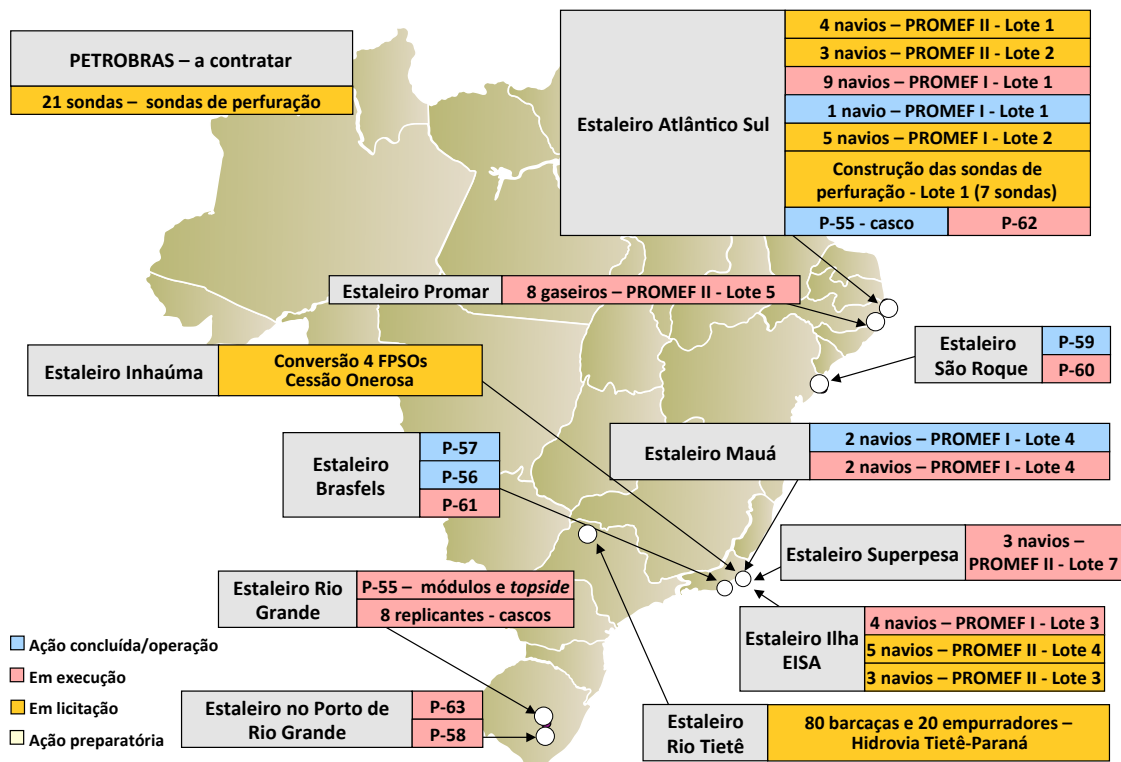 PETROBRAS – a contratar
21 sondas – sondas de perfuração
Estaleiro Atlântico Sul
4 navios – PROMEF II - Lote 1
3 navios – PROMEF II - Lote 2
9 navios – PROMEF I - Lote 1
1 navio – PROMEF I - Lote 1
5 navios – PROMEF I - Lote 2
Construção das sondas de
perfuração - Lote 1 (7 sondas)
P-55 - casco
P-62
Estaleiro Promar
8 gaseiros – PROMEF II - Lote 5
Estaleiro Inhaúma
Conversão 4 FPSOs
Cessão Onerosa
Estaleiro
São Roque
P-59
P-60
Estaleiro
Brasfels
P-57
P-56
P-61
Estaleiro Mauá
2 navios – PROMEF I - Lote 4
2 navios – PROMEF I - Lote 4
Estaleiro Superpesa
3 navios –
PROMEF II - Lote 7
Estaleiro Rio
Grande
P-55 – módulos e topside
8 replicantes - cascos
Estaleiro Ilha
EISA
4 navios – PROMEF I - Lote 3
5 navios – PROMEF II - Lote 4
3 navios – PROMEF II - Lote 3
Estaleiro no Porto de
Rio Grande
P-63
P-58
Estaleiro
Rio Tietê
80 barcaças e 20 empurradores –
Hidrovia Tietê-Paraná
Ação concluída/operação
Em execução
Em licitação
Ação preparatória